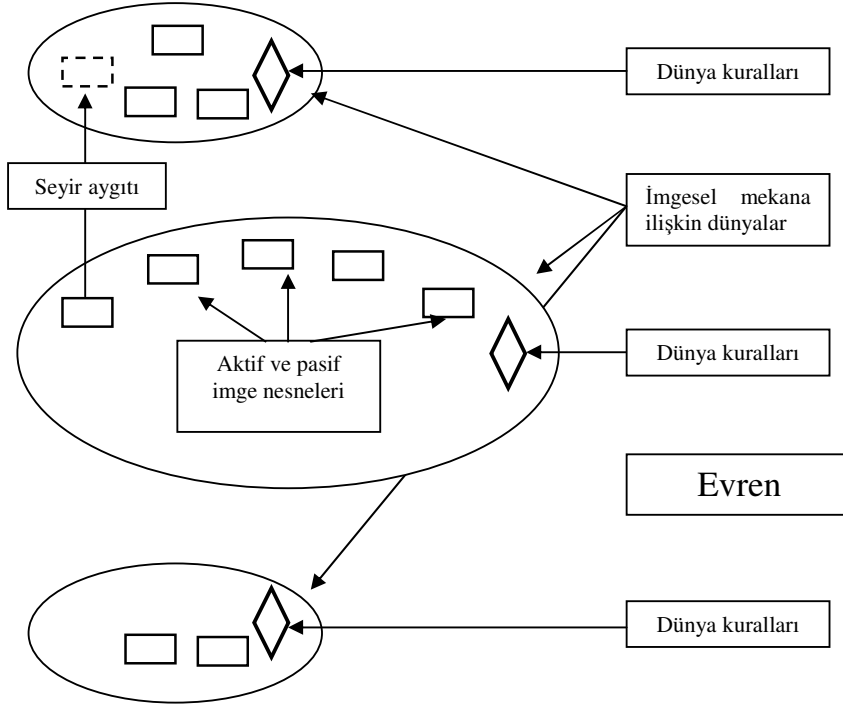 Dünya kuralları
Seyir aygıtı
İmgesel mekana
ilişkin dünyalar
Aktif ve pasif
imge nesneleri
Dünya kuralları
Evren
Dünya kuralları